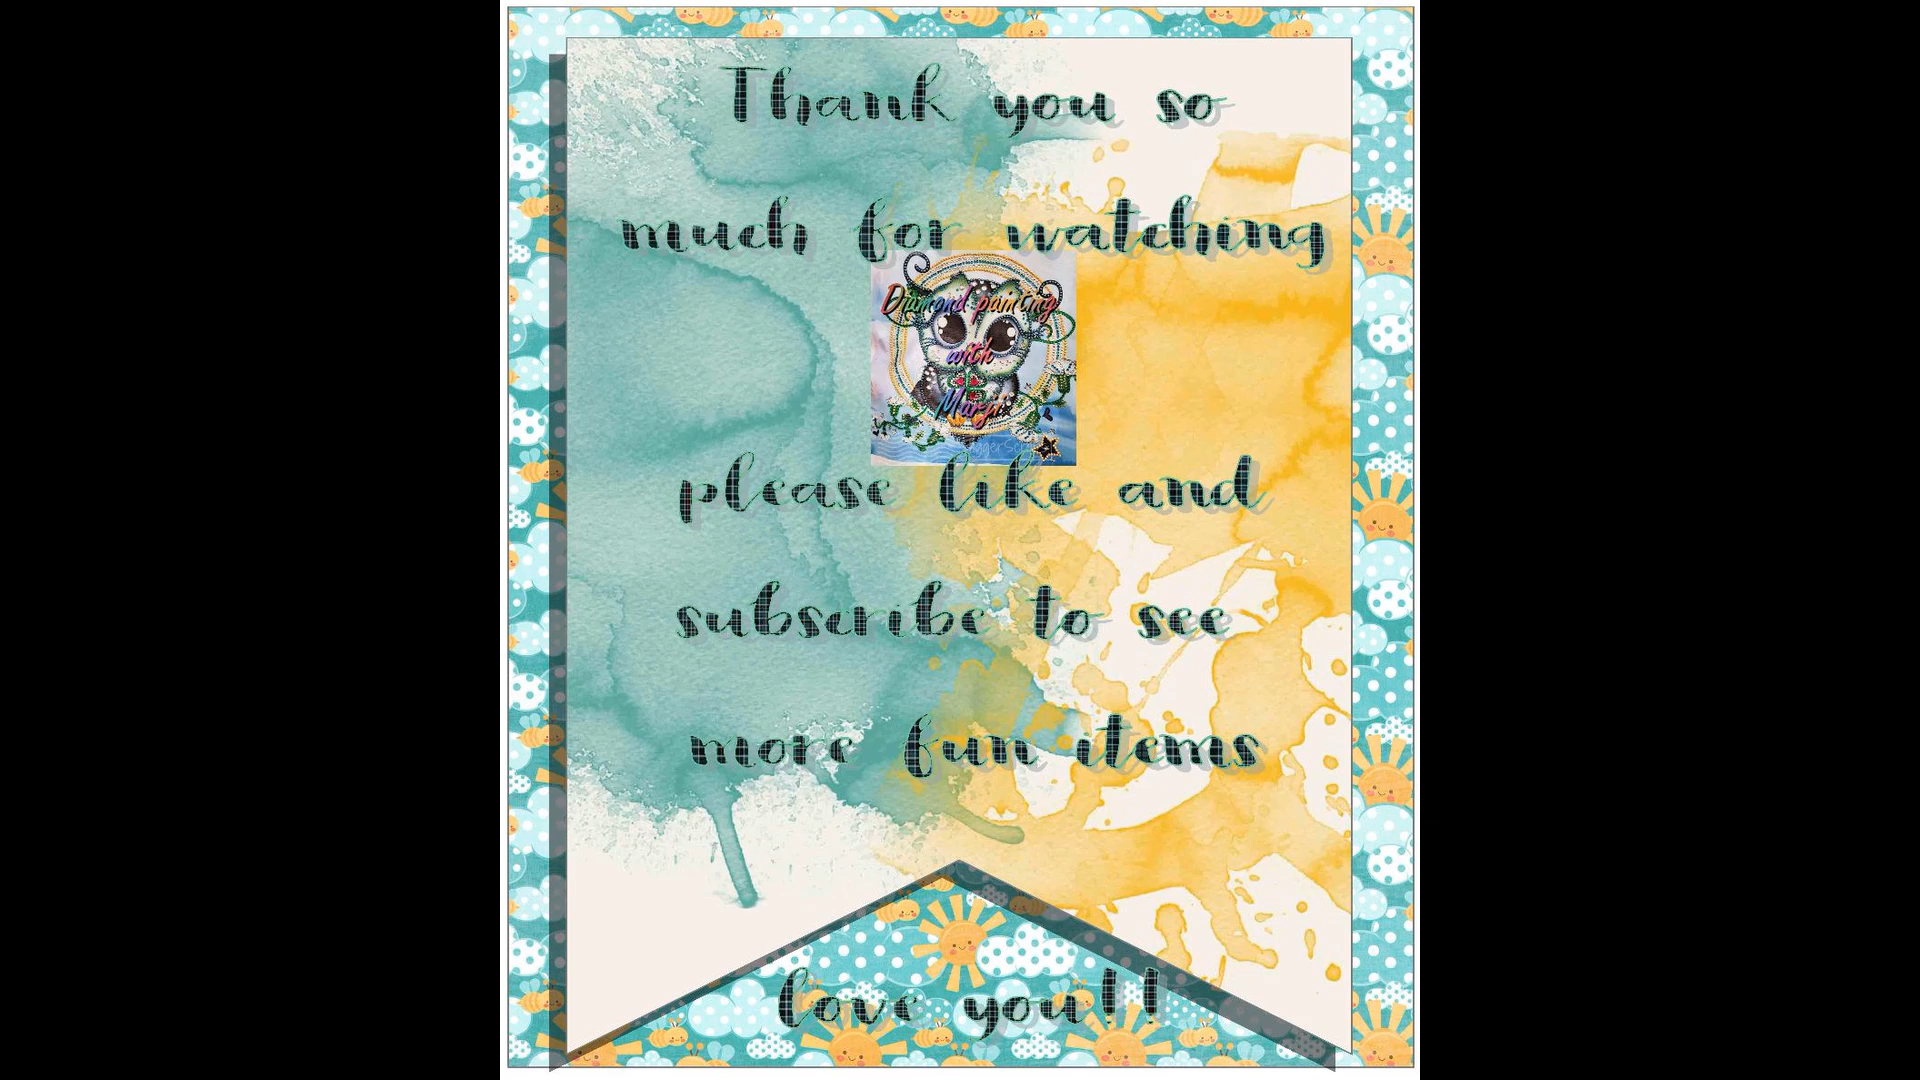 Thank you so
much for watching
Diamond painting
with
please like and
subscribe to see
more fun items
love you!!